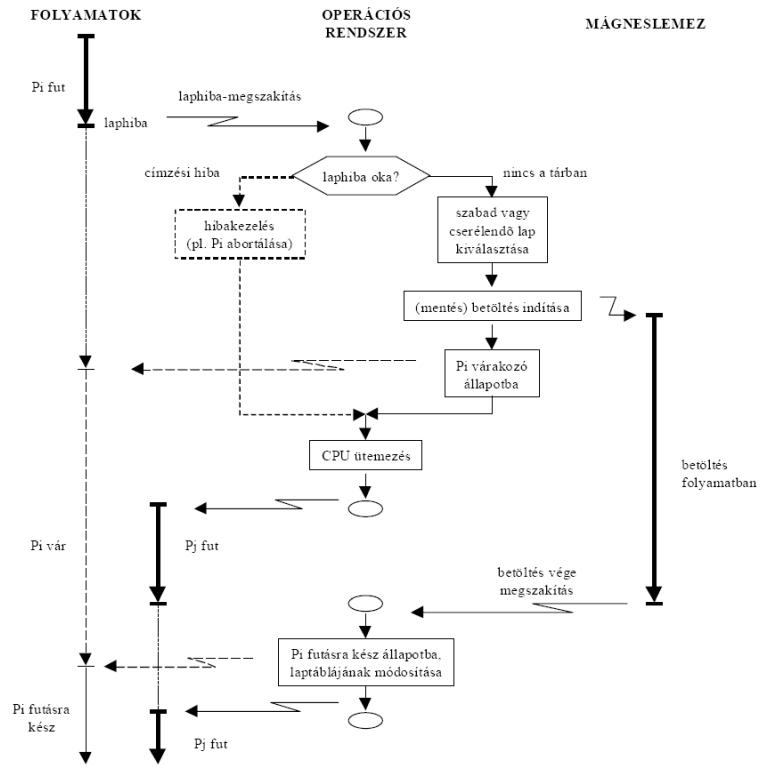 FOLYAMATOK
OPERÁCIÓS
RENDSZER
MÁGNESLEMEZ
Pi fut
laphiba-megszakítás
laphiba
címzési hiba
laphiba oka?
nincs a tárban
hibakezelés
(pl. Pi abortálása)
szabad vagy
cserélendõ lap
kiválasztása
(mentés) betöltés indítása
Pi várakozó
állapotba
CPU ütemezés
betöltés
folyamatban
Pi vár
Pj fut
betöltés vége
megszakítás
Pi futásra kész állapotba,
laptáblájának módosítása
Pi futásra
kész
Pj fut